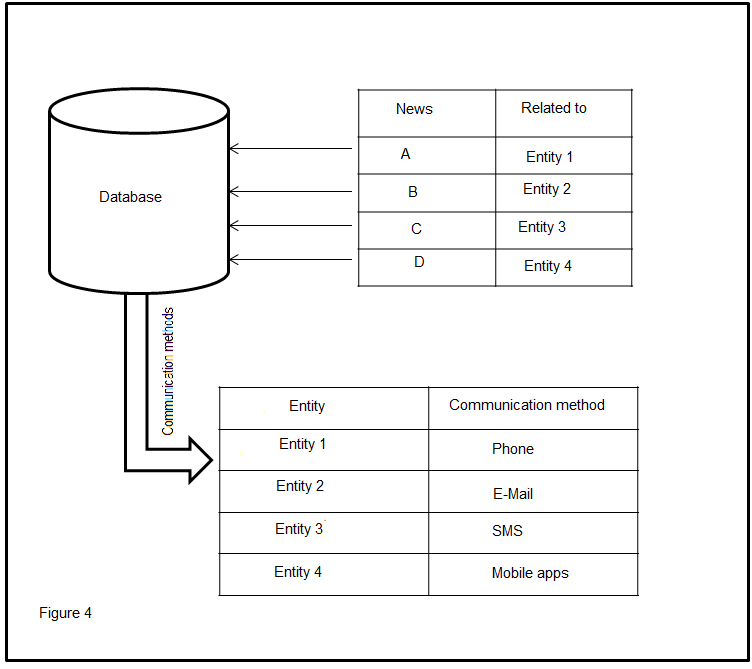 News Related to
A Entity 1
B Entity 2
C Entity 3
D Entity 4
Database
Communication methods
Entity Communication method
Entity 1 Phone
Entity 2 E-Mail
Entity 3 SMS
Entity 4 Mobile apps
Figure 4